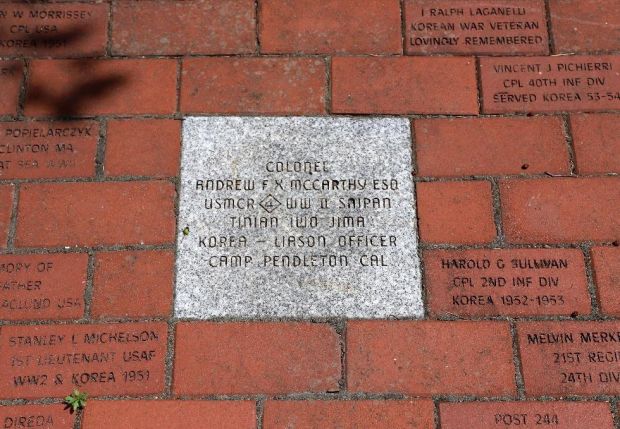 N W MORRISSEY
CPL USA
KOREA 1951
I RALPH LAGANELLI
KOREAN WAR VETERAN
LOVINGLY REMEMBERED
VINCENT J PICHIERRI
CPL 40TH INF DIV
SERVED KOREA 53-54
POPIELARCZYK
CLINTON MA
AT SEA WWII
COLONEL
ANDREW F X MCCARTHY ESQ
USMCR 4 WW II SAIPAN
TINIAN IWO JIMA
KOREA - LIASON OFFICER
CAMP PENDLETON CAL
MORY OF
ATHER
AGLUND USA
HAROLD G SULLIVAN
CPL 2ND INF DIV
KOREA 1952-1953
STANLEY L MICHELSON
1ST LIEUTENANT USAF
WW2 & KOREA 1951
MELVIN MERKE
21ST REGI
24TH DIV
DIREDA
POST 244